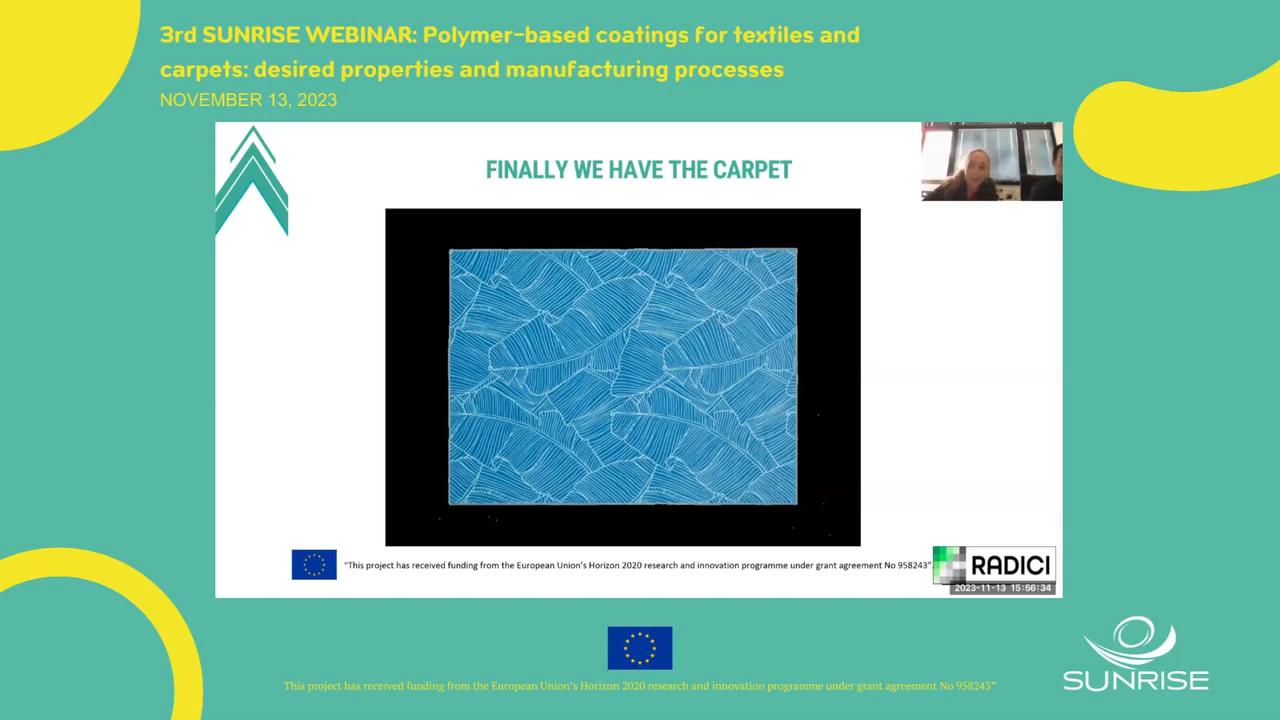 3rd SUNRISE WEBINAR: Polymer-based coatings for textiles and
carpets: desired properties and manufacturing processes
NOVEMBER 13, 2023
FINALLY WE HAVE THE CARPET
"This project has received funding from the European Union's Horizon 2020 research and innovation programme under grant agreement No 958243"
RADICI
2023-11-13 15:56:34
This project has received funding from the European Union's Horizon 2020 research and innovation programme under grant agreement No 958243"
SUNRISE